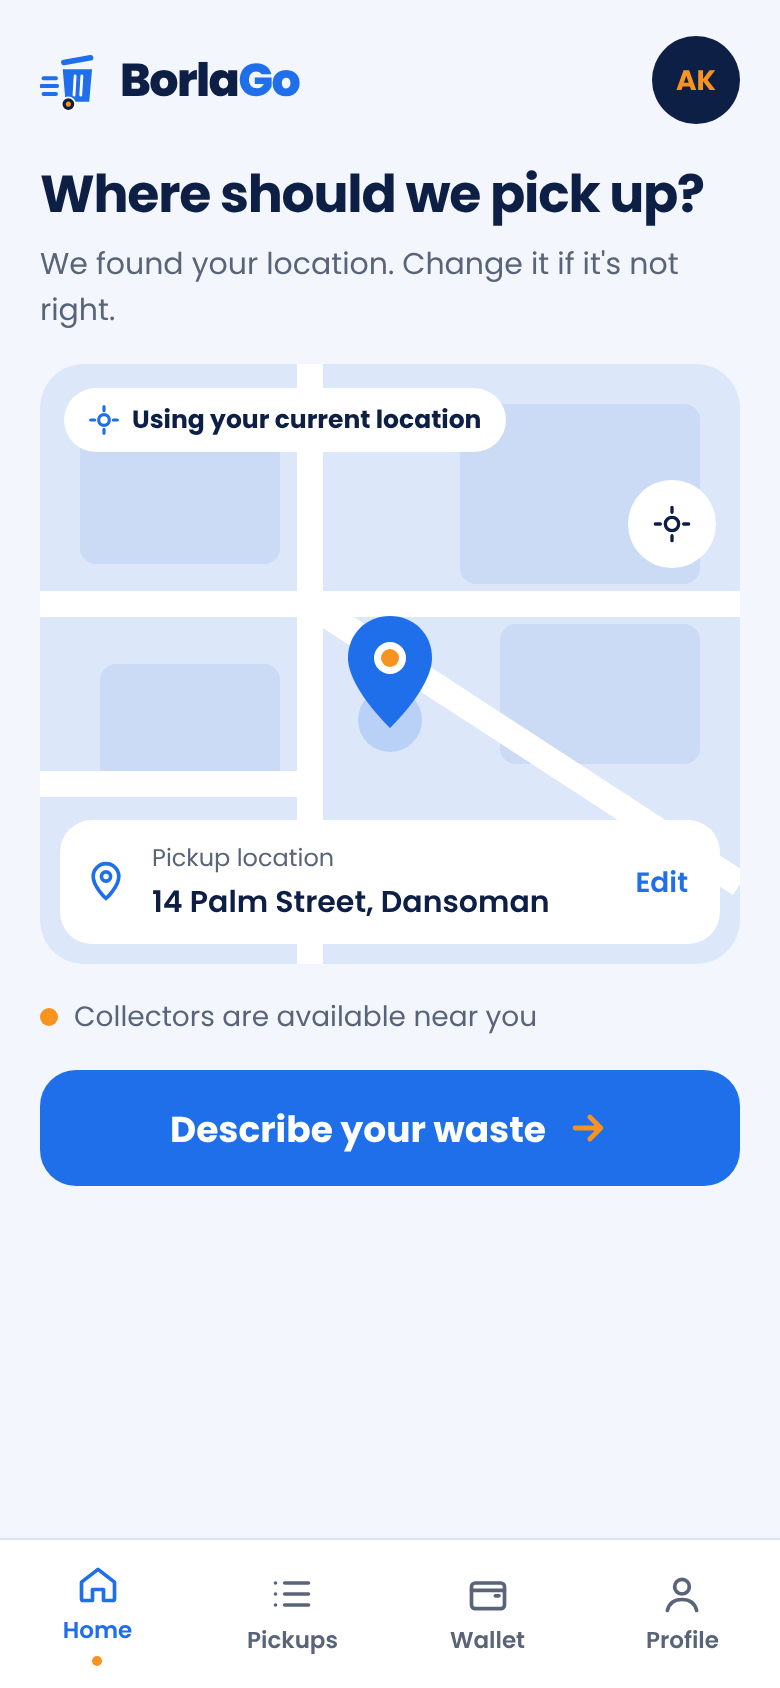 BorlaGo
AK
Where should we pick up?
We found your location. Change it if it's not
right.
Using your current location
Pickup location
14 Palm Street, Dansoman
Edit
Collectors are available near you
Describe your waste
Home
Pickups
Wallet
Profile